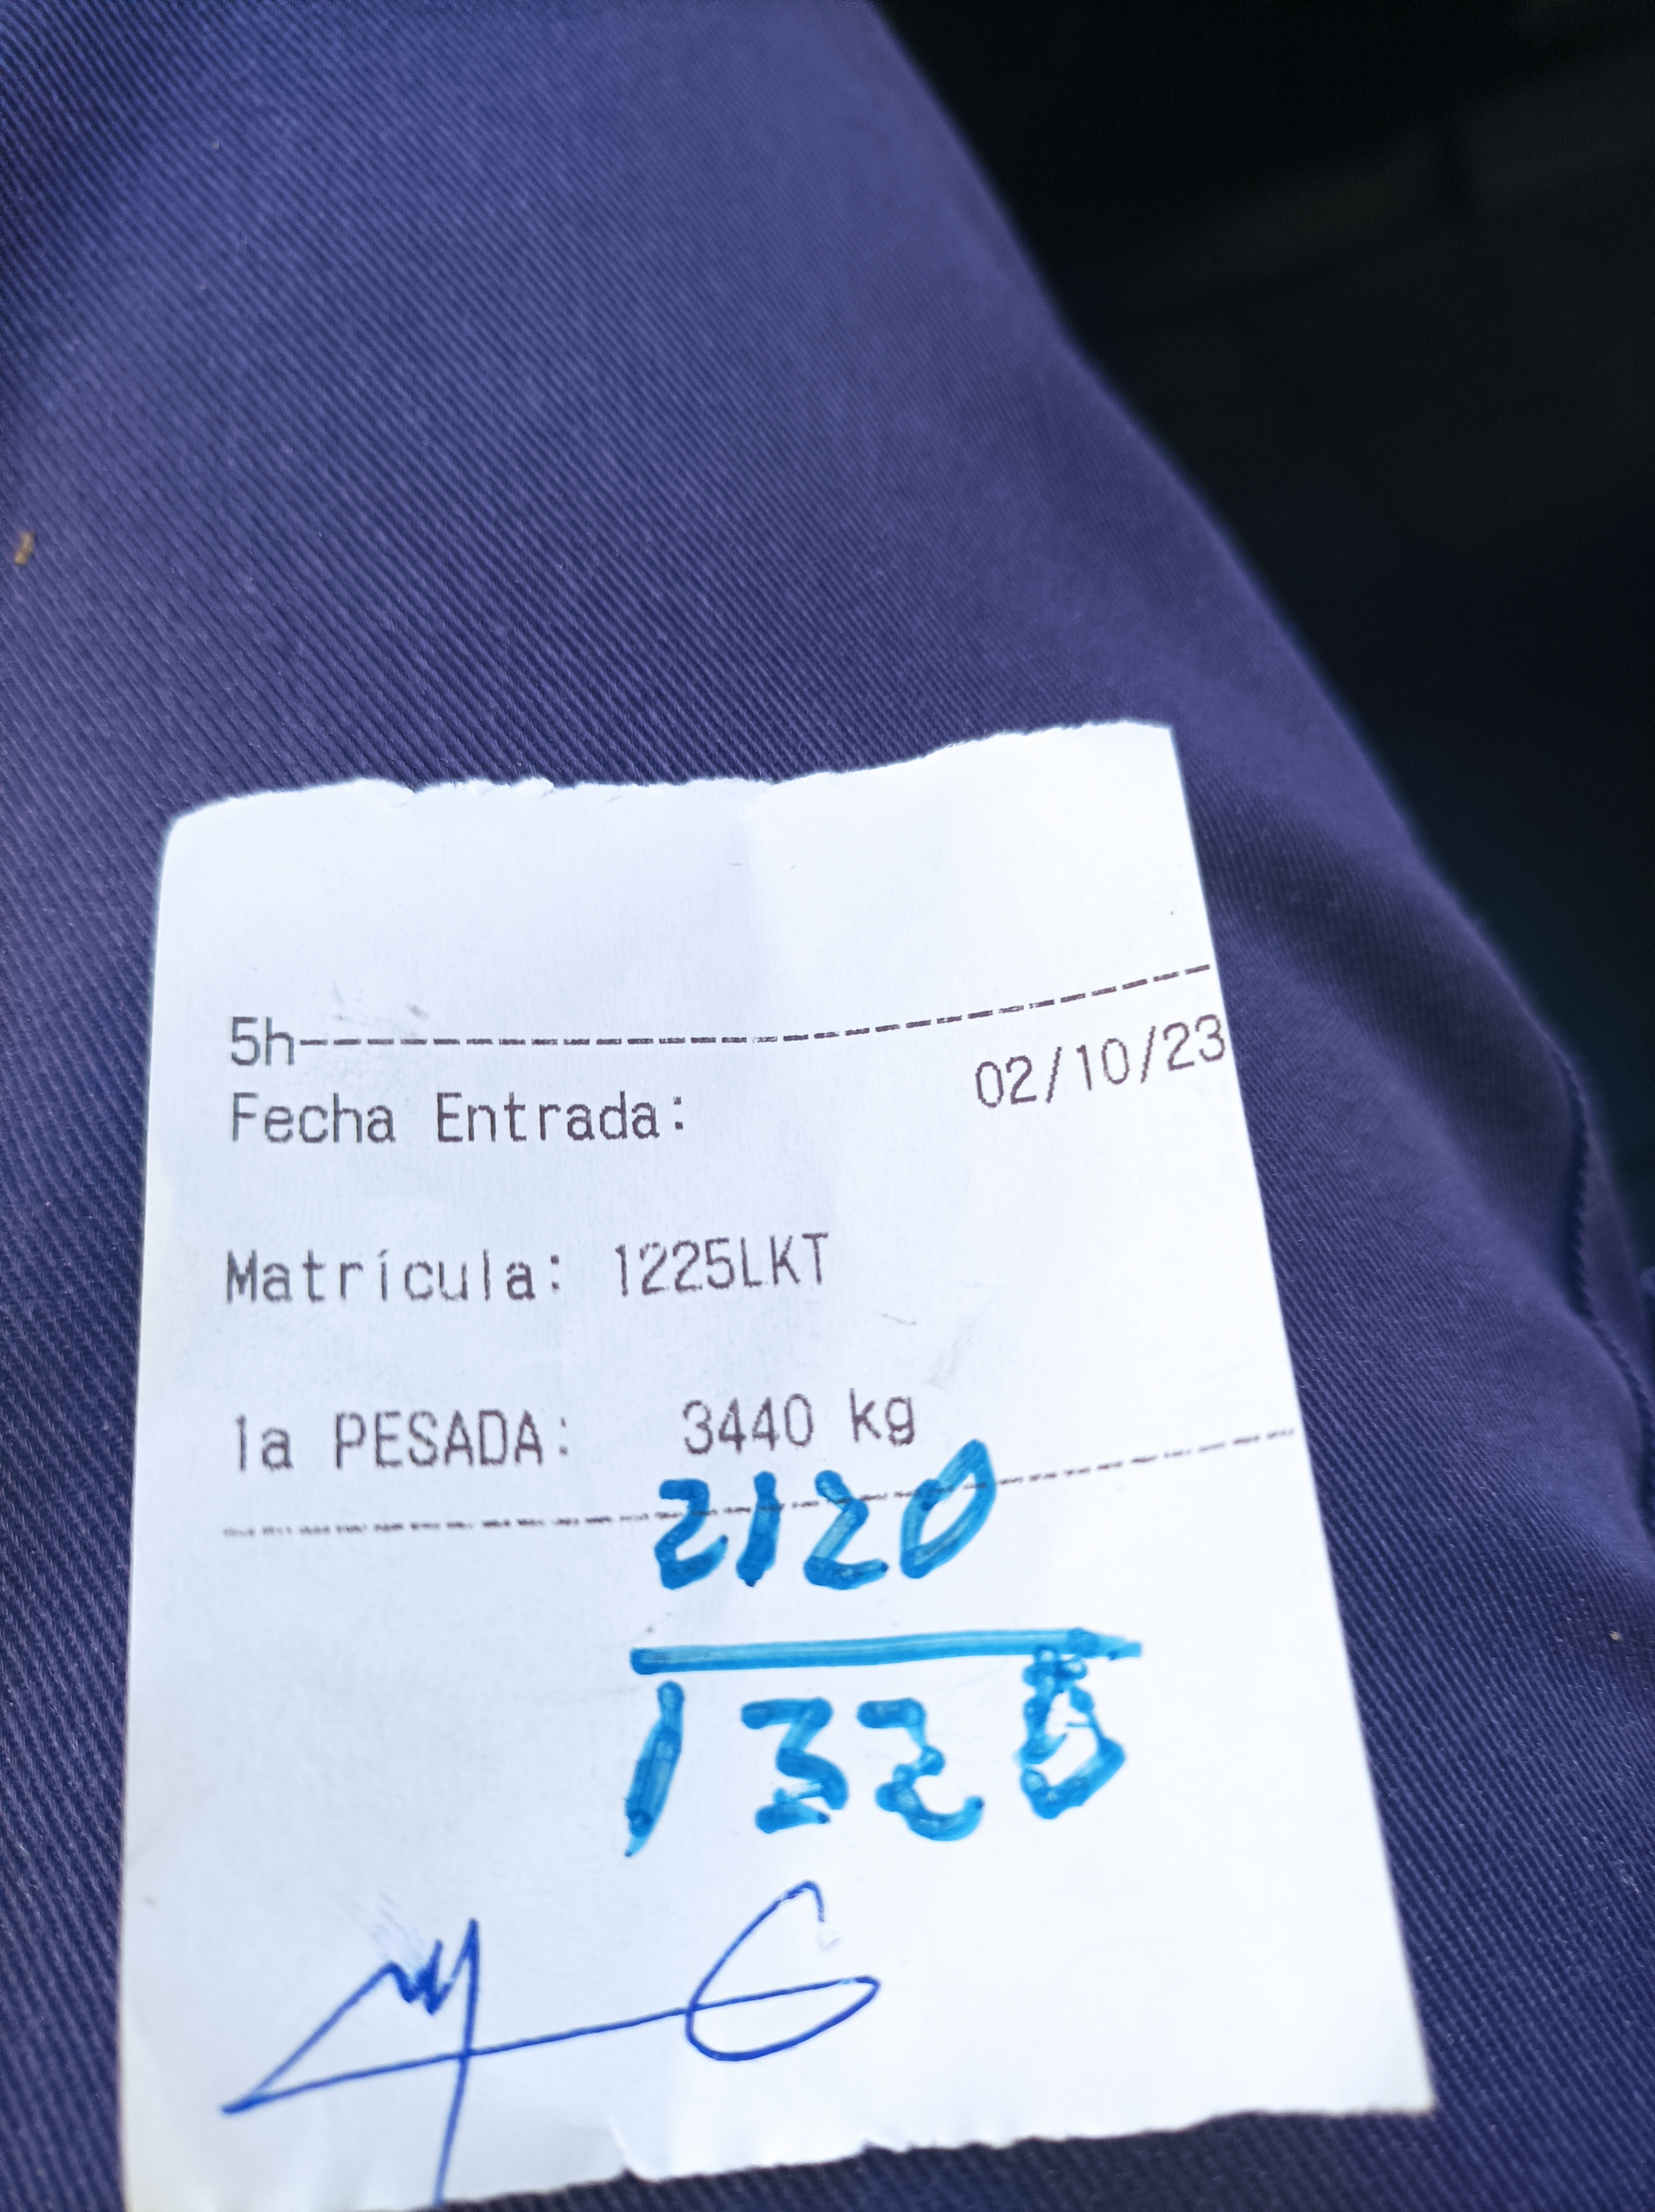 5h--------------------------
Fecha Entrada: 02/10/23
Matrícula: 1225LKT
1a PESADA: 3440 kg
2120
1320